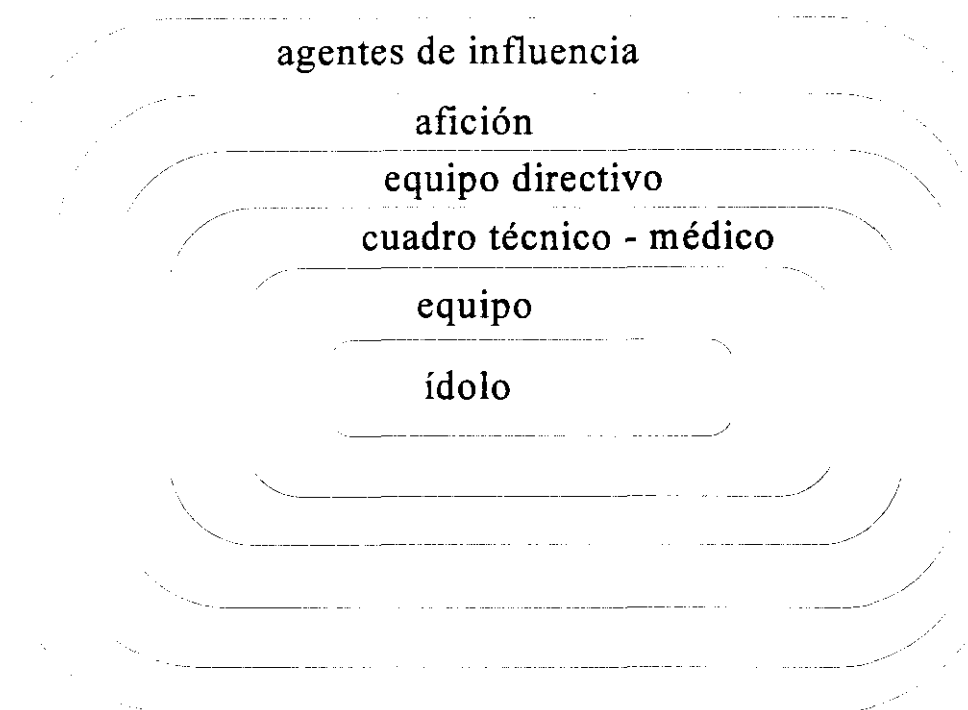 agentes de influencia
afición
equipo directivo
cuadro técnico - médico
equipo
ídolo